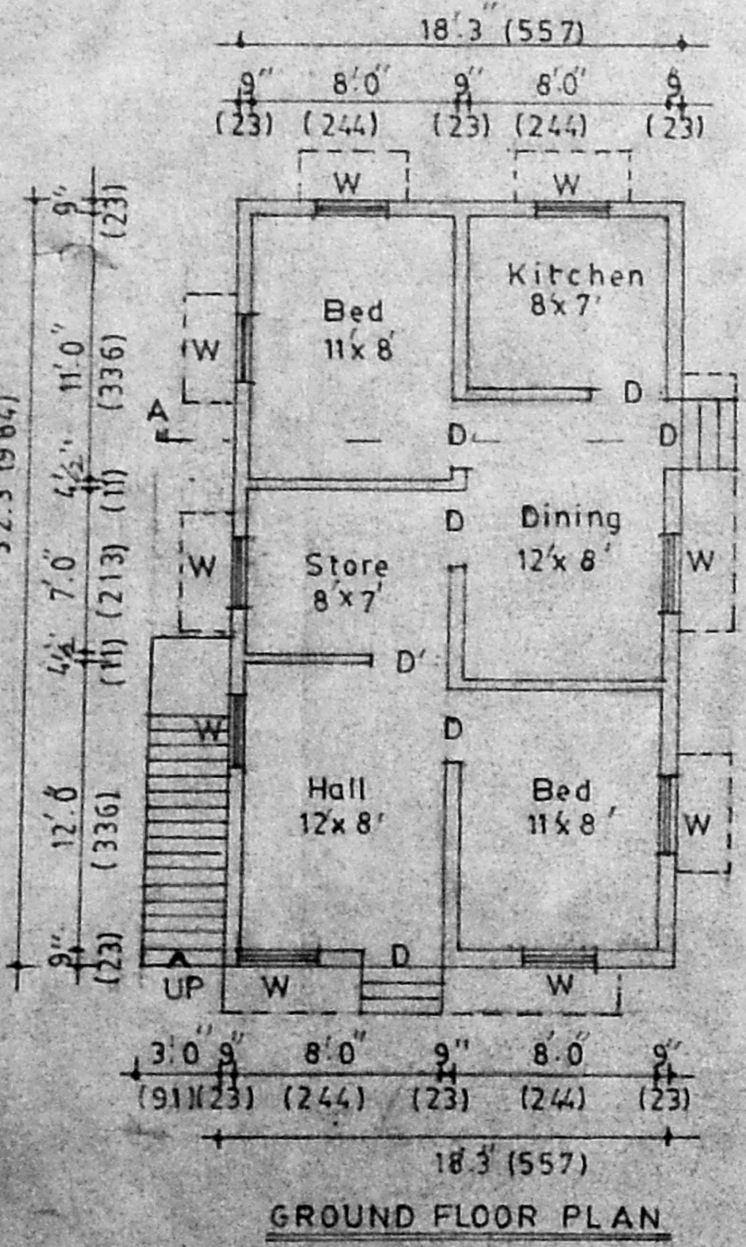 18'.3" (557)
9" 8'.0" 9" 8'.0" 9
(23) (244) (23) (244) (23)
W W
9"
(23)
Kitchen
8'x 7'
Bed
11'x 8'
W
11'.0"
(336)
D
A
D D
4½"
(11)
D
Dining
12'x 8'
W
W
Store
8'x 7'
7'.0"
(213)
4½"
(11)
D'
W
D
Hall
12'x 8'
Bed
11'x 8'
W
12'.0
(336)
9"
(23)
A
D
UP
W
W
3'.0" 9" 8'.0" 9" 8'.0" 9"
(91)(23) (244) (23) (244) (23)
18'.3" (557)
GROUND FLOOR PLAN